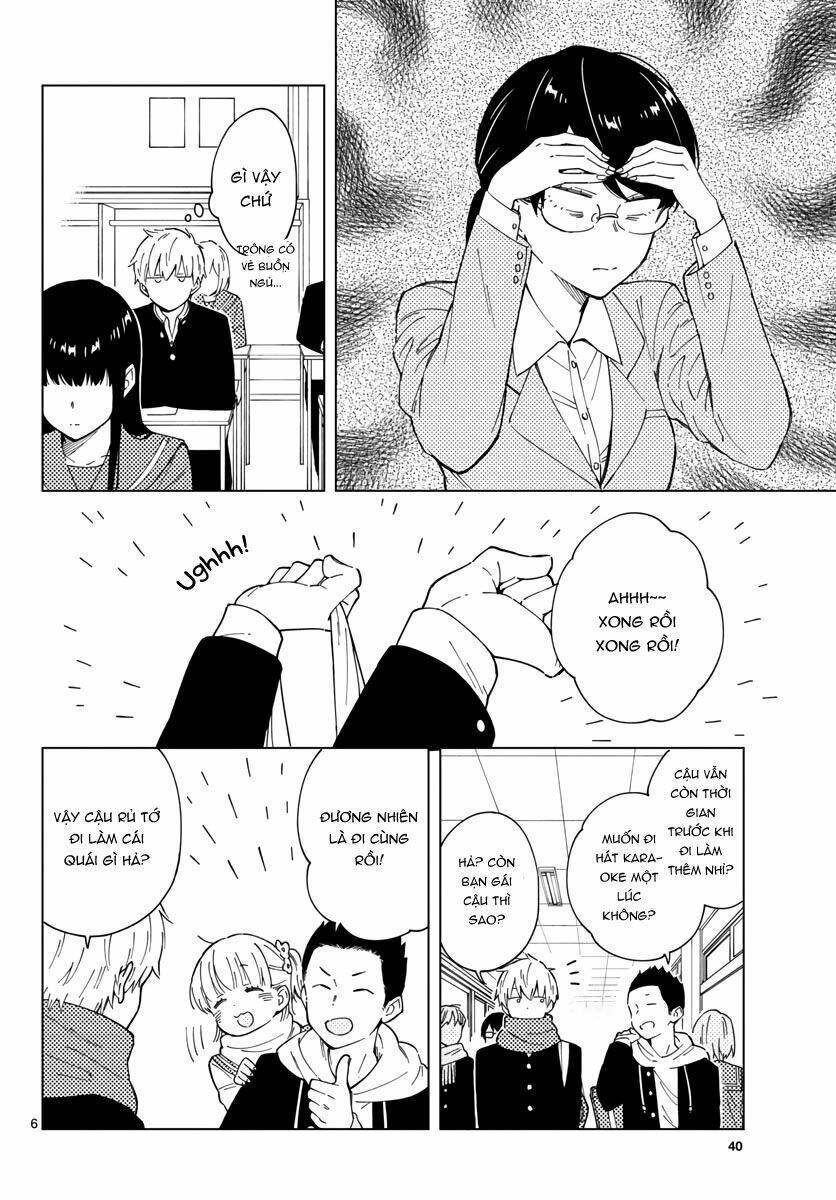 GÌ VẬY
CHỨ
TRÔNG CÓ
VẺ BUỒN
NGỦ...
Ughhh!
AHHH~~
XONG RỒI
XONG RỒI!
CẬU VẪN
CÒN THỜI
GIAN
TRƯỚC KHI
ĐI LÀM
THÊM NHỈ?
MUỐN ĐI
HÁT KARA-
OKE MỘT
LÚC
KHÔNG?
HẢ? CÒN
BẠN GÁI
CẬU THÌ
SAO?
ĐƯƠNG NHIÊN
LÀ ĐI CÙNG
RỒI!
VẬY CẬU RỦ TỚ
ĐI LÀM CÁI
QUÁI GÌ HẢ?
6
40